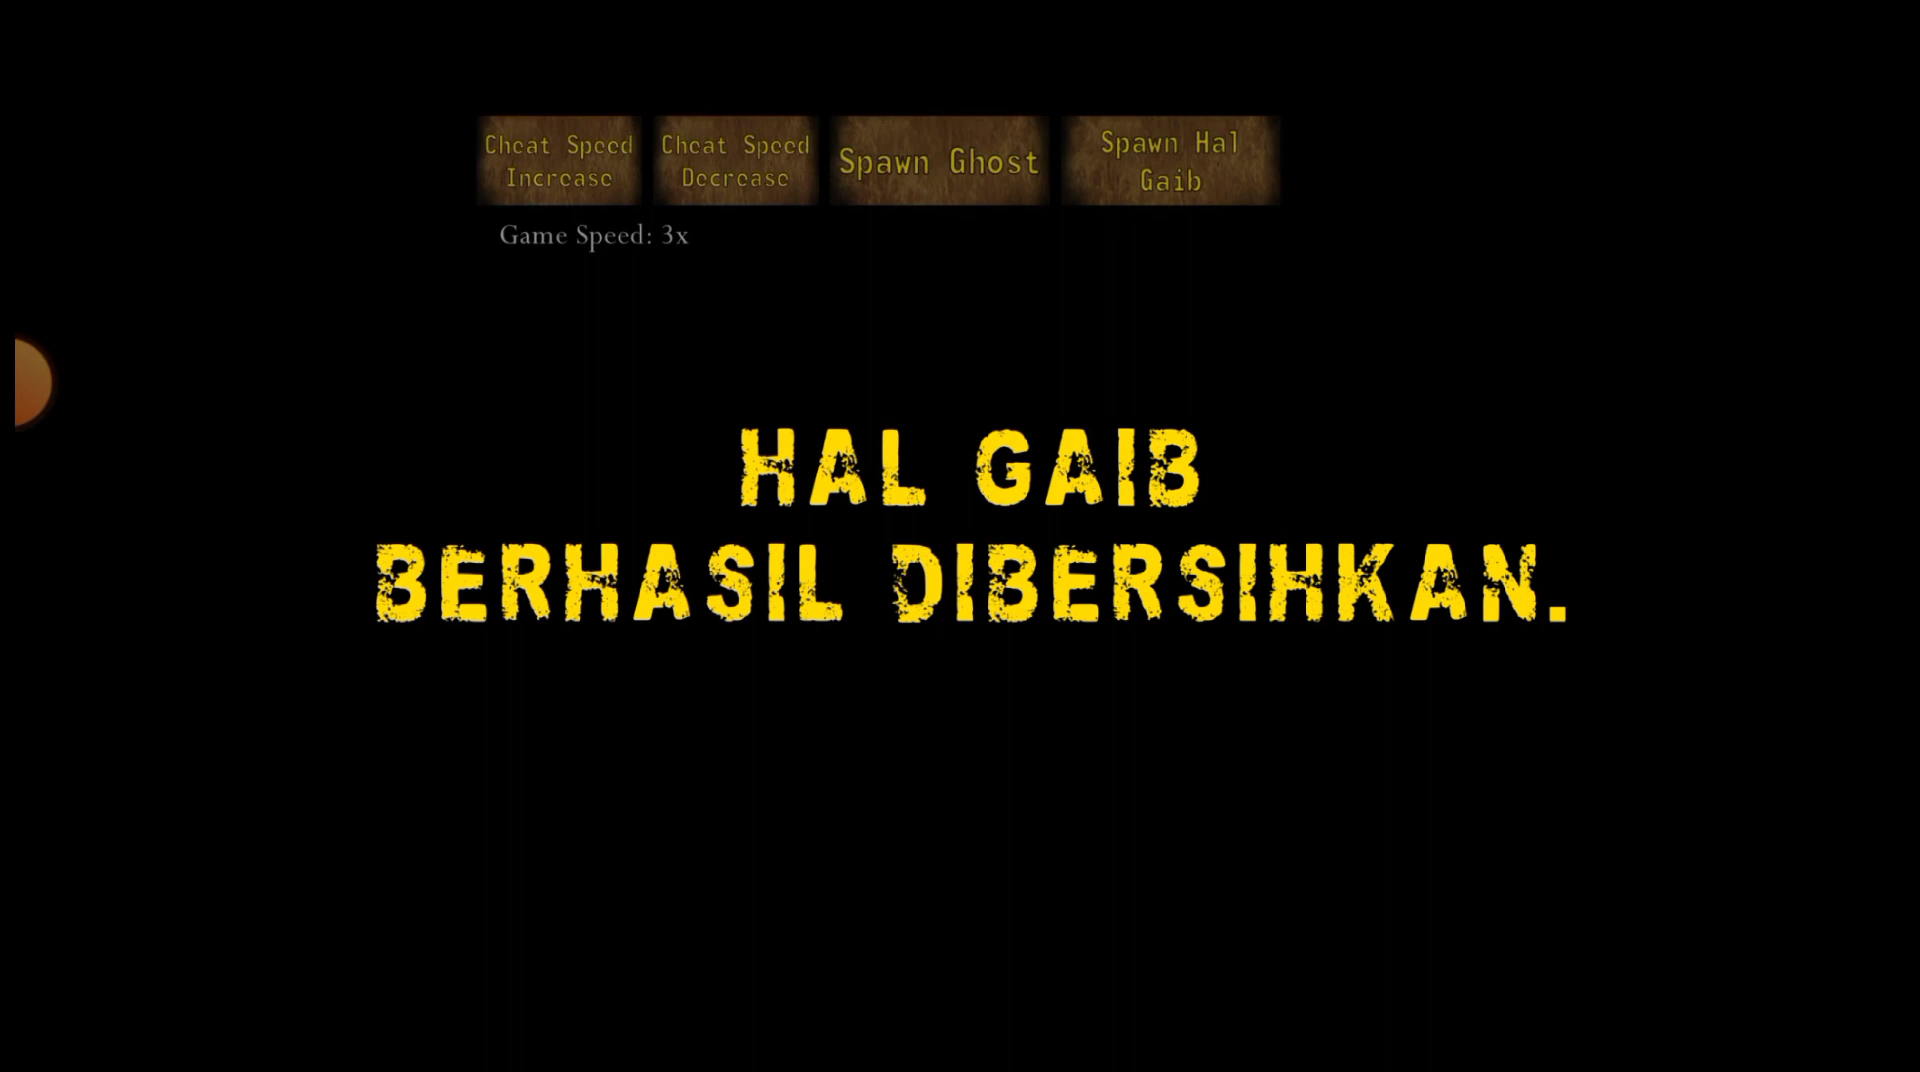 Cheat Speed
Increase
Cheat Speed
Decrease
Spawn Ghost
Spawn Hal
Gaib
Game Speed: 3x
HAL GAIB
BERHASIL DIBERSIHKAN.